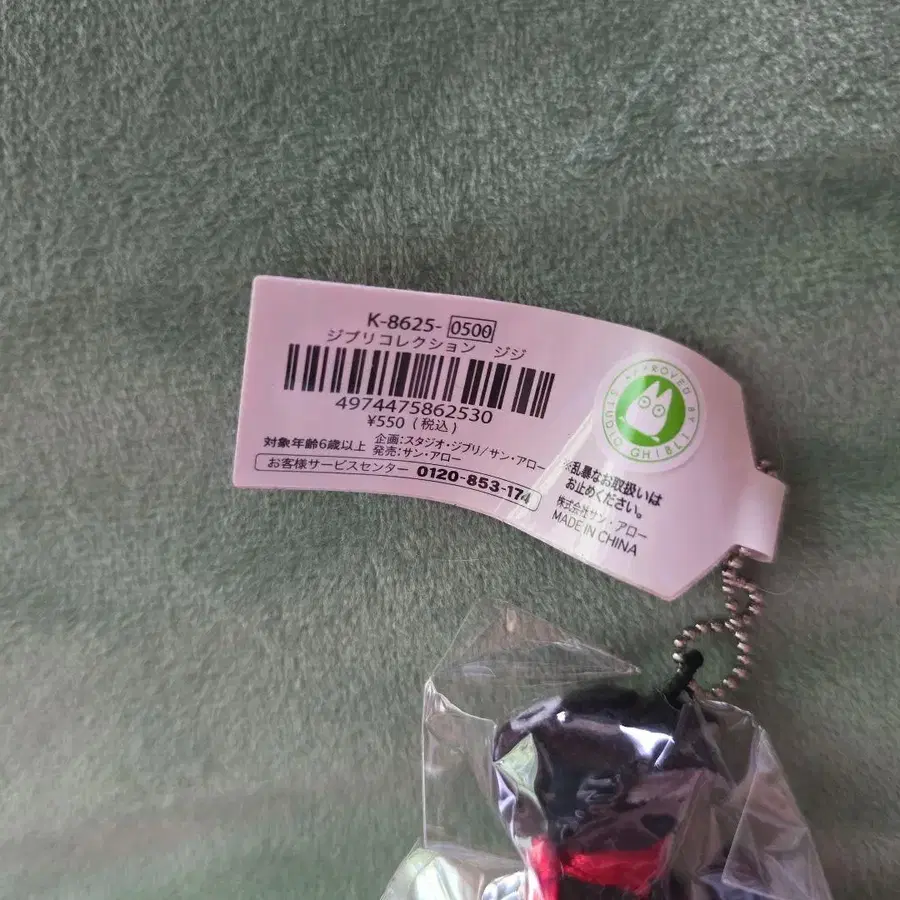 K-8625-0500
ジブリコレクション ジジ
4974475862530
¥550 (税込)
対象年齢6歳以上
企画:スタジオ・ジブリ/サン・アロー
発売:サン・アロー
お客様サービスセンター 0120-853-174
APPROVED BY STUDIO GHIBLI
※乱暴なお取扱いは
お止めください。
株式会社サン・アロー
MADE IN CHINA